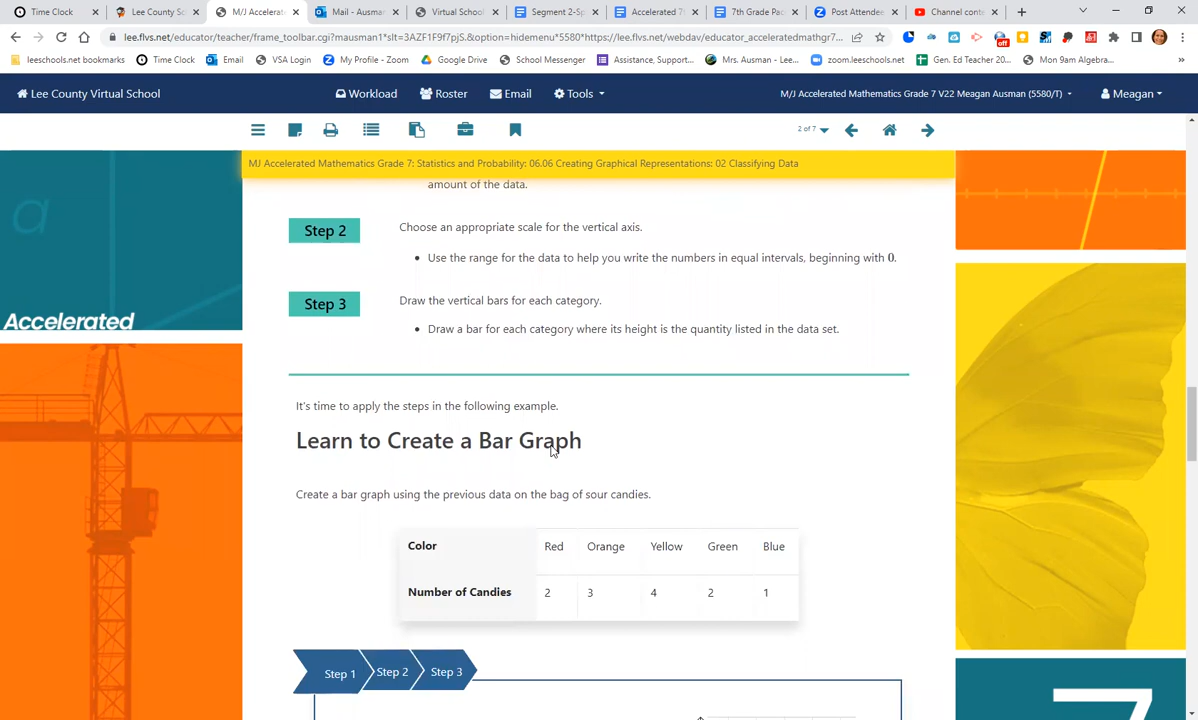 Time Clock
Lee County Sc
M/J Accelerat
Mail - Ausman
Virtual School
Segment 2-Sp
Accelerated 7
7th Grade Pac
Post Attendee
Channel conte
lee.flvs.net/educator/teacher/frame_toolbar.cgi?mausman1*slt=3AZF1F9f7pjS.&option=hidemenu*5580*https://lee.flvs.net/webdav/educator_acceleratedmathgr7...
leeschools.net bookmarks
Time Clock
Email
VSA Login
My Profile - Zoom
Google Drive
School Messenger
Assistance, Support...
Mrs. Ausman - Lee...
zoom.leeschools.net
Gen. Ed Teacher 20...
Mon 9am Algebra...
off
Lee County Virtual School
Workload
Roster
Email
Tools
M/J Accelerated Mathematics Grade 7 V22 Meagan Ausman (5580/T)
Meagan
2 of 7
MJ Accelerated Mathematics Grade 7: Statistics and Probability: 06.06 Creating Graphical Representations: 02 Classifying Data
amount of the data.
Step 2
Choose an appropriate scale for the vertical axis.
• Use the range for the data to help you write the numbers in equal intervals, beginning with 0.
Step 3
Draw the vertical bars for each category.
• Draw a bar for each category where its height is the quantity listed in the data set.
a
Accelerated
It's time to apply the steps in the following example.
Learn to Create a Bar Graph
Create a bar graph using the previous data on the bag of sour candies.
Color Red Orange Yellow Green Blue
Number of Candies 2 3 4 2 1
Step 1
Step 2
Step 3
7